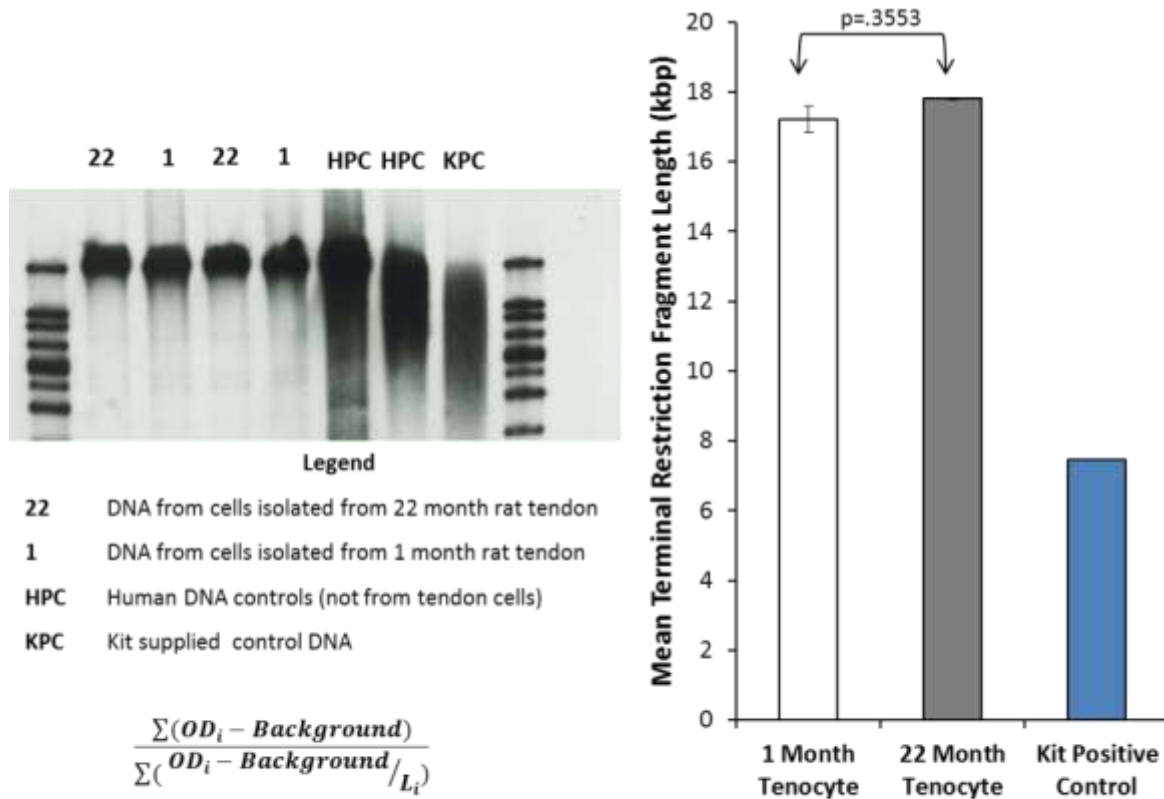 22 1 22 1 HPC HPC KPC
Legend
22 DNA from cells isolated from 22 month rat tendon
1 DNA from cells isolated from 1 month rat tendon
HPC Human DNA controls (not from tendon cells)
KPC Kit supplied control DNA
∑(ODᵢ − Background)
∑(ODᵢ − Background/Lᵢ)
Mean Terminal Restriction Fragment Length (kbp)
20
18
16
14
12
10
8
6
4
2
0
p=.3553
1 Month Tenocyte
22 Month Tenocyte
Kit Positive Control